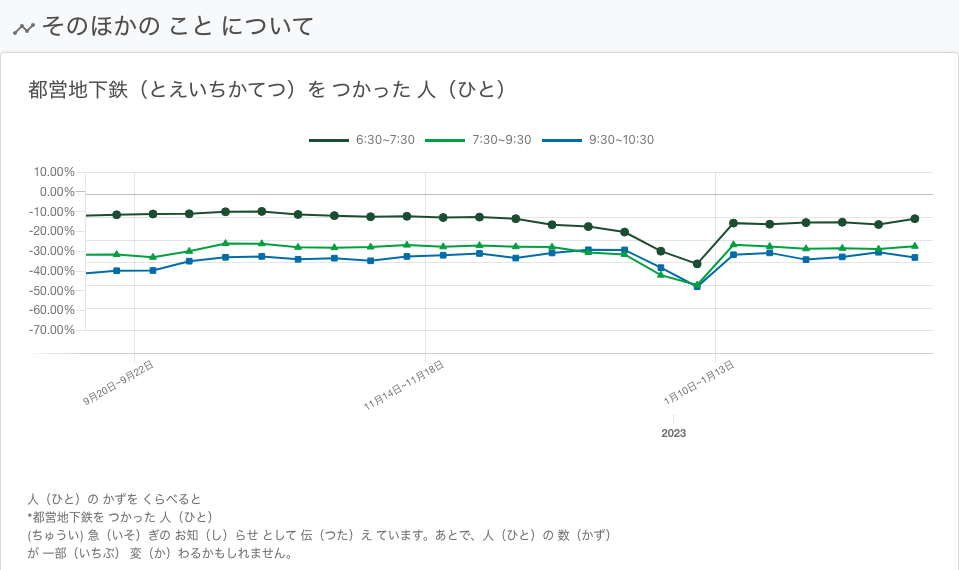 そのほかの こと について
都営地下鉄（とえいちかてつ）を つかった 人（ひと）
6:30~7:30 7:30~9:30 9:30~10:30
10.00%
0.00%
-10.00%
-20.00%
-30.00%
-40.00%
-50.00%
-60.00%
-70.00%
9月20日~9月22日 11月14日~11月18日 1月10日~1月13日
2023
人（ひと）の かずを くらべると
*都営地下鉄を つかった 人（ひと）
(ちゅうい) 急（いそ）ぎの お知（し）らせ として 伝（つた）え ています。あとで、人（ひと）の 数（かず）
が 一部（いちぶ） 変（か）わるかもしれません。